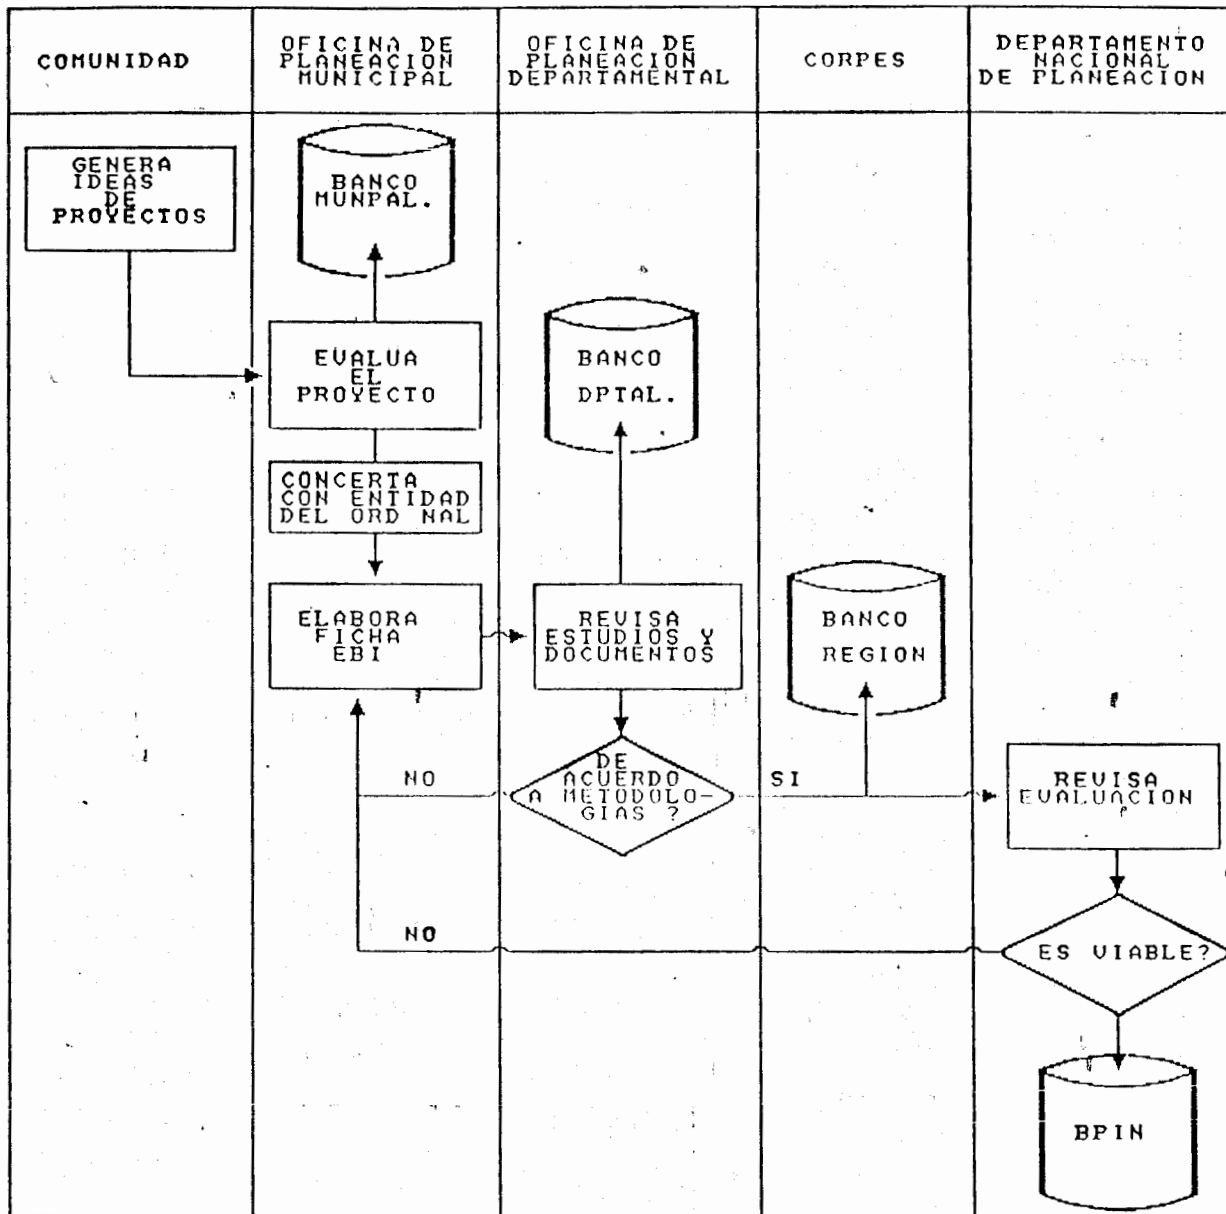 COMUNIDAD
OFICINA DE
PLANEACION
MUNICIPAL
OFICINA DE
PLANEACION
DEPARTAMENTAL
CORPES
DEPARTAMENTO
NACIONAL
DE PLANEACION
GENERA
IDEAS
DE
PROYECTOS
BANCO
MUNPAL.
EVALUA
EL
PROYECTO
BANCO
DPTAL.
CONCERTA
CON ENTIDAD
DEL ORD NAL
ELABORA
FICHA
EBI
REVISA
ESTUDIOS Y
DOCUMENTOS
BANCO
REGION
NO
DE
ACUERDO
A METODOLO-
GIAS ?
SI
REVISA
EVALUACION
NO
ES VIABLE?
BPIN